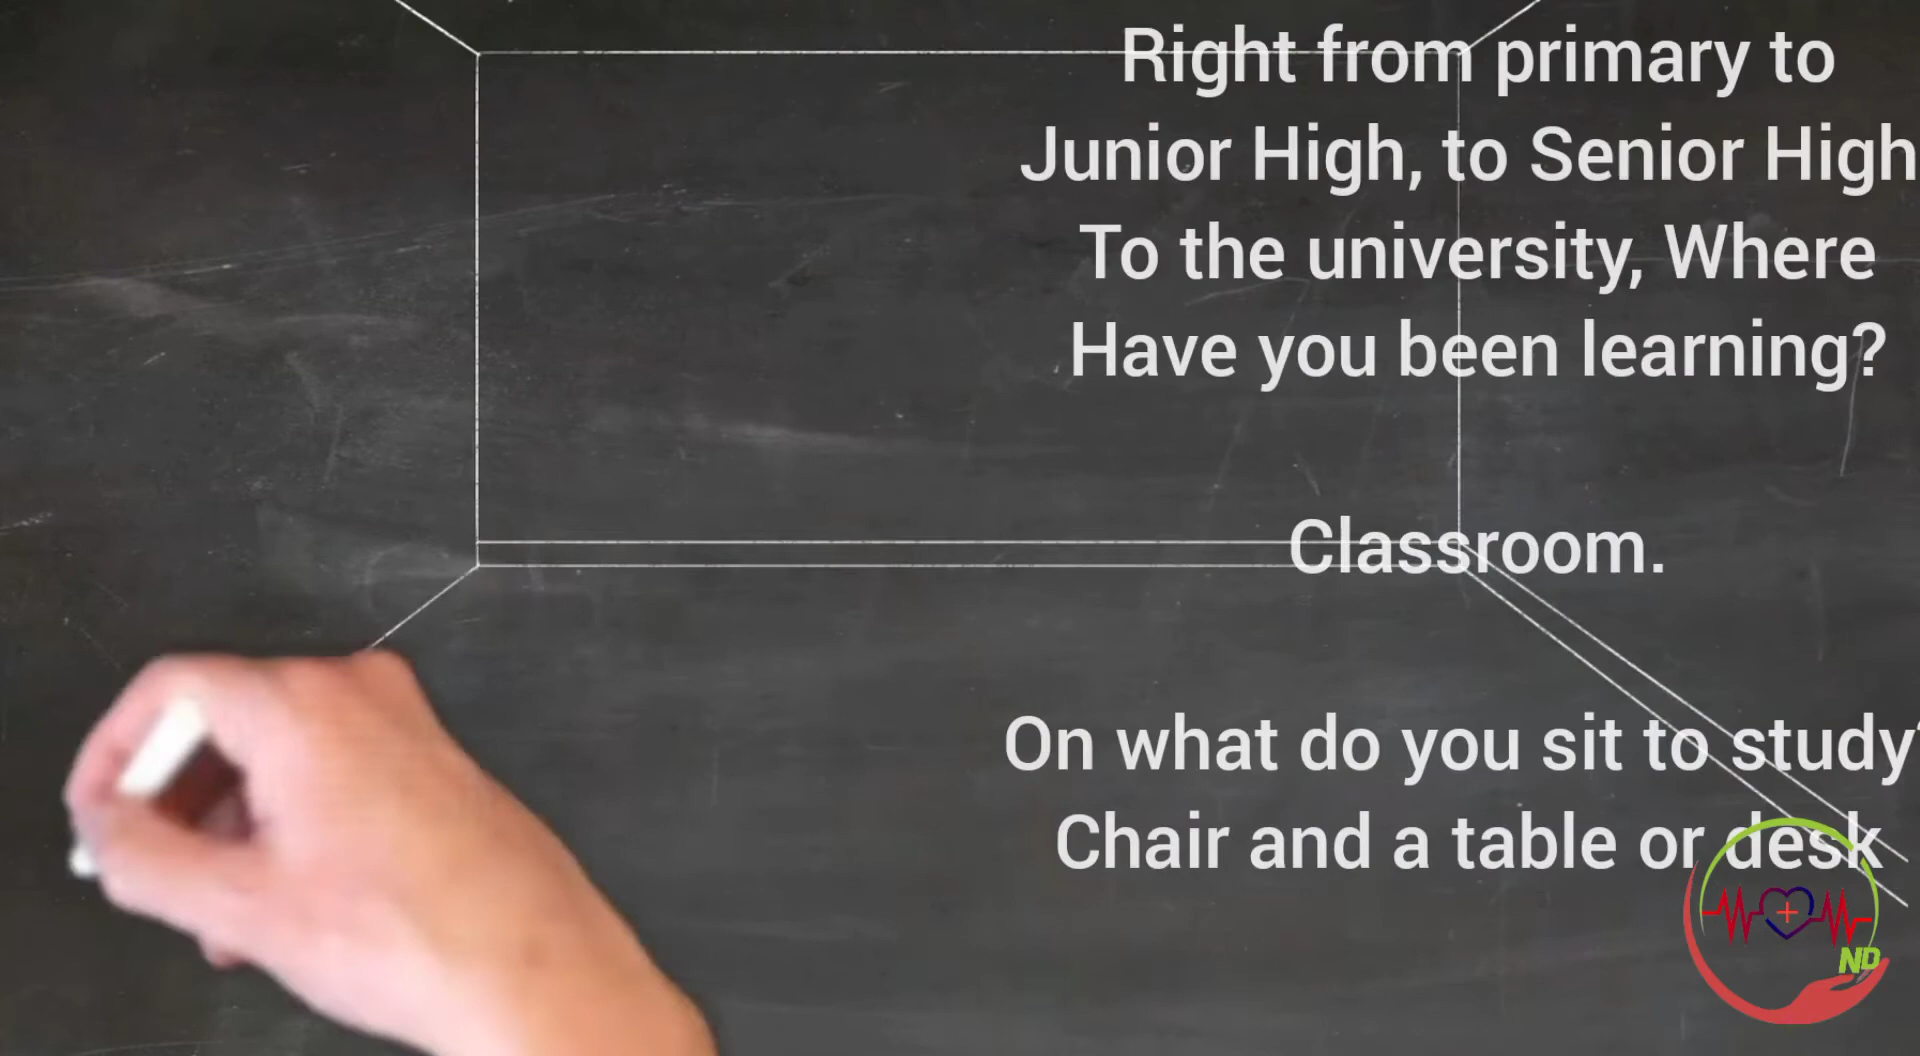 Right from primary to
Junior High, to Senior High
To the university, Where
Have you been learning?
Classroom.
On what do you sit to study?
Chair and a table or desk
ND